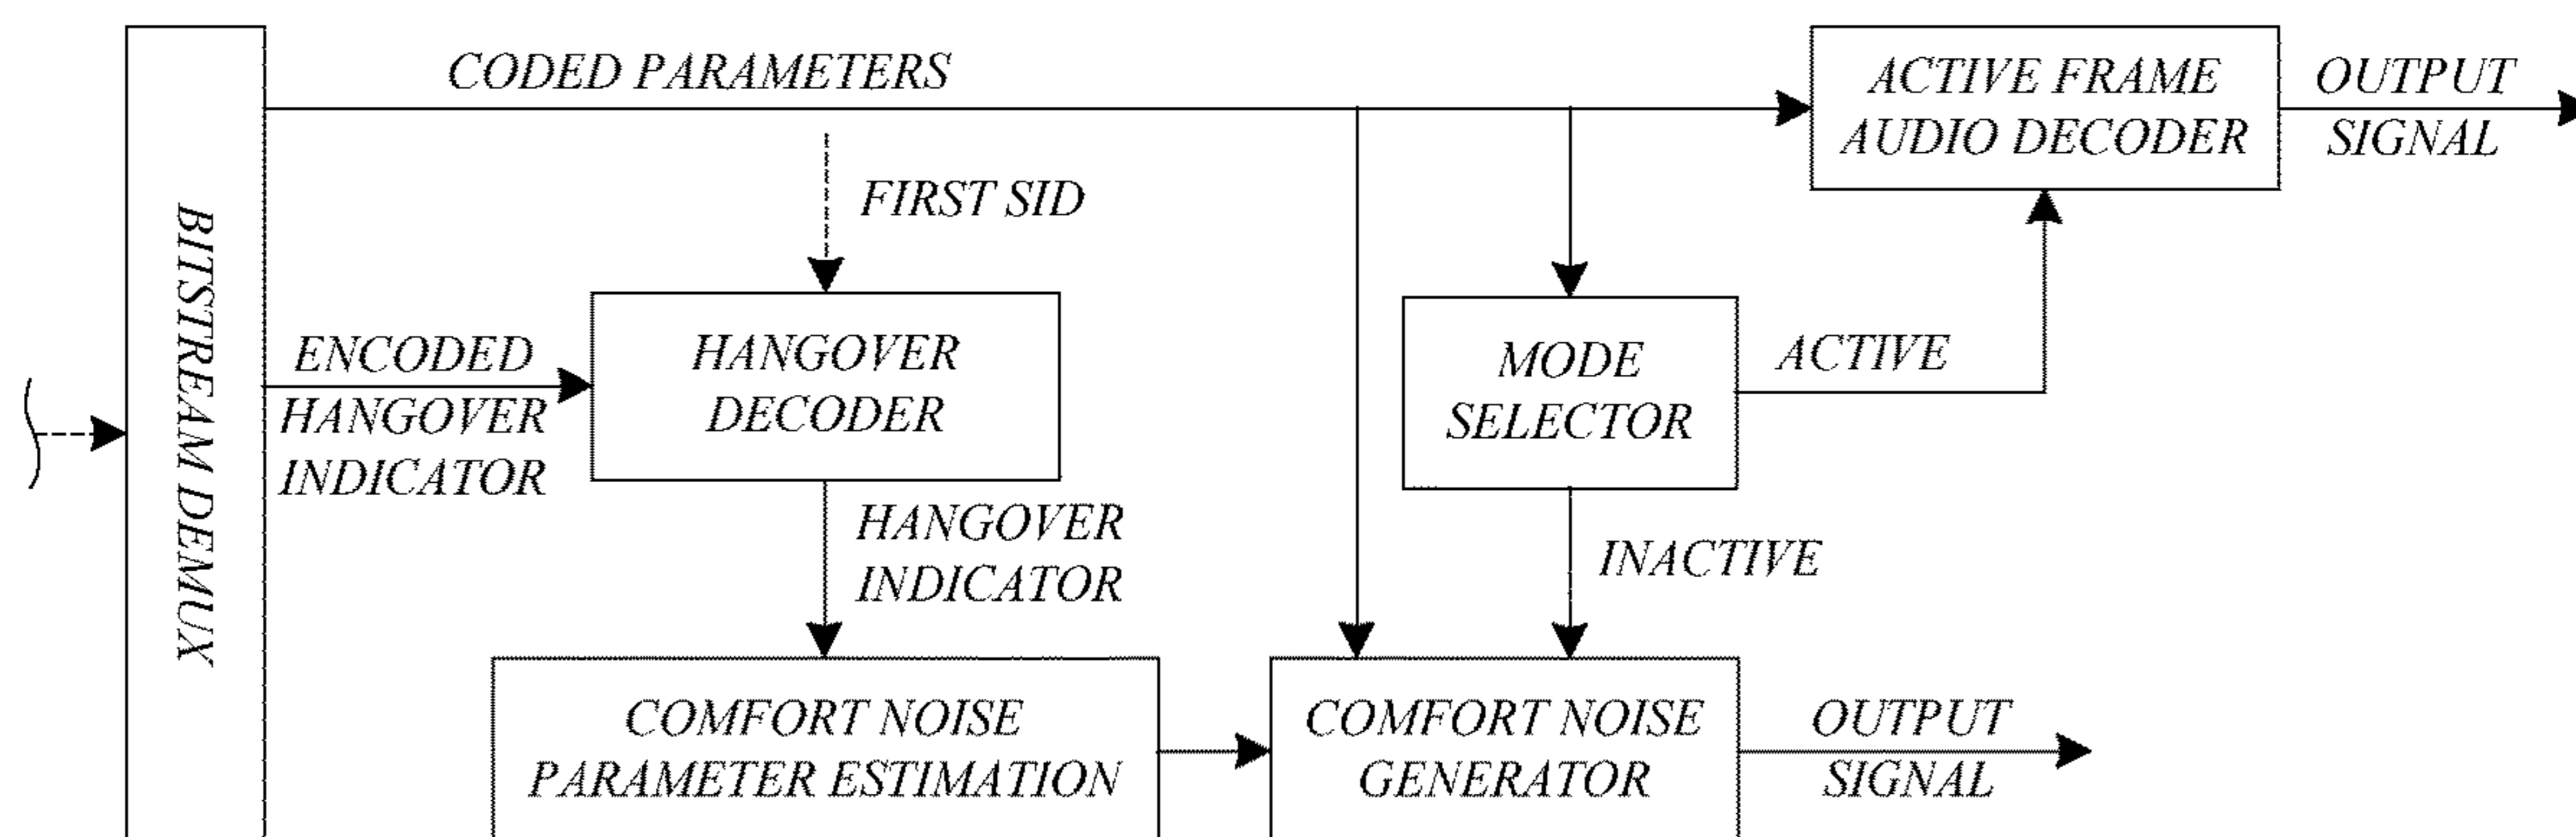 BITSTREAM DEMUX
CODED PARAMETERS
FIRST SID
ENCODED
HANGOVER
INDICATOR
HANGOVER
DECODER
HANGOVER
INDICATOR
COMFORT NOISE
PARAMETER ESTIMATION
MODE
SELECTOR
ACTIVE
INACTIVE
COMFORT NOISE
GENERATOR
OUTPUT
SIGNAL
ACTIVE FRAME
AUDIO DECODER
OUTPUT
SIGNAL